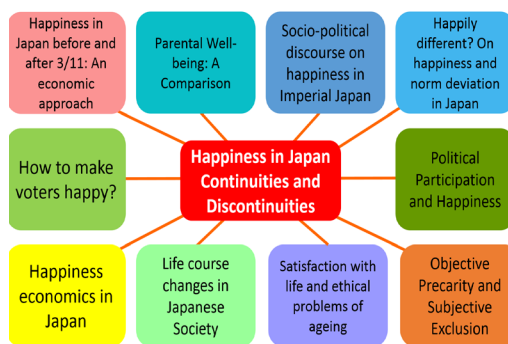 Happiness in
Japan before and
after 3/11: An
economic
approach
Parental Well-
being: A
Comparison
Socio-political
discourse on
happiness in
Imperial Japan
Happily
different? On
happiness and
norm deviation
in Japan
How to make
voters happy?
Happiness in Japan
Continuities and
Discontinuities
Political
Participation
and Happiness
Happiness
economics in
Japan
Life course
changes in
Japanese
Society
Satisfaction with
life and ethical
problems of
ageing
Objective
Precarity and
Subjective
Exclusion